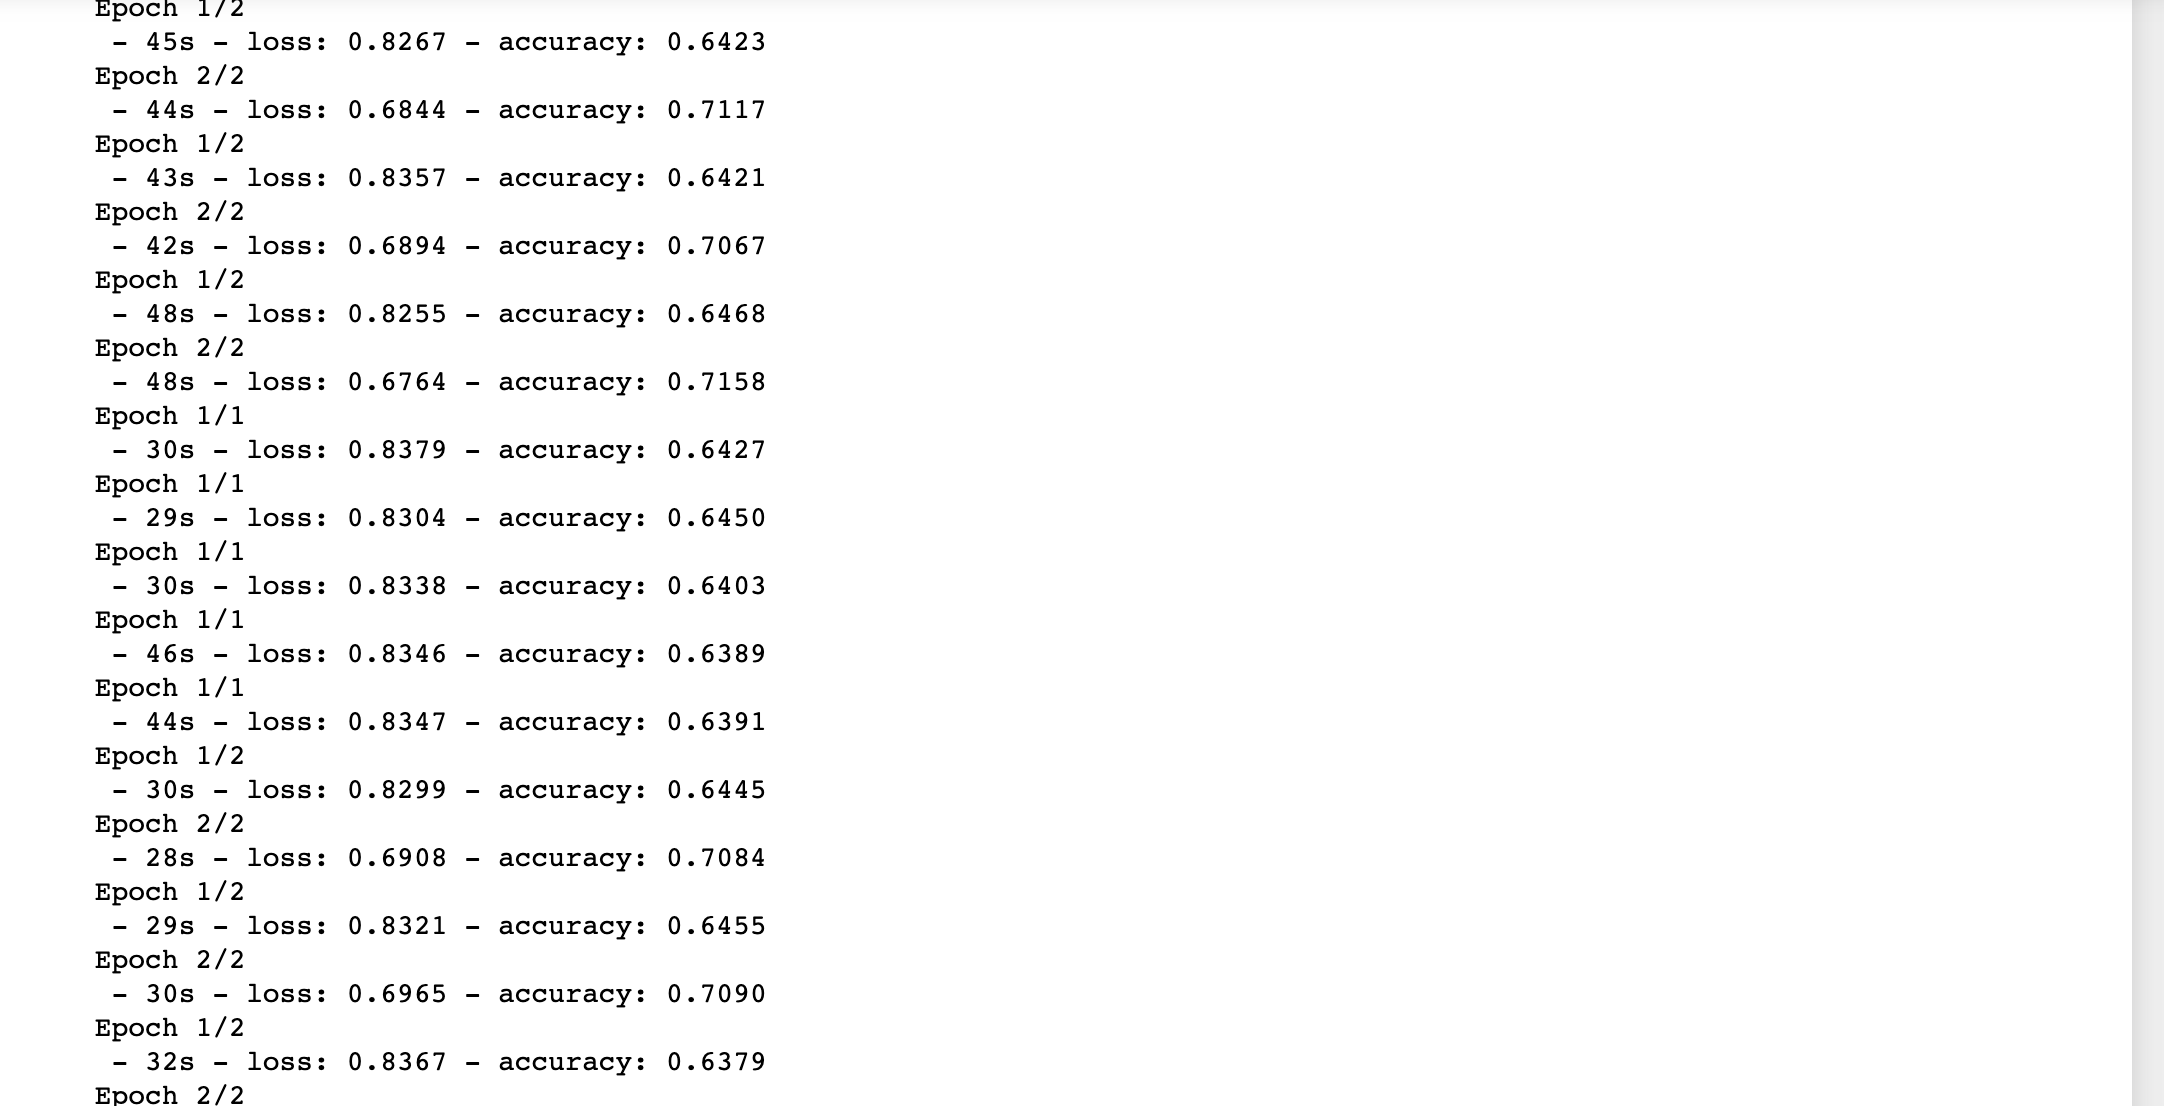 Epoch 1/2
 - 45s - loss: 0.8267 - accuracy: 0.6423
Epoch 2/2
 - 44s - loss: 0.6844 - accuracy: 0.7117
Epoch 1/2
 - 43s - loss: 0.8357 - accuracy: 0.6421
Epoch 2/2
 - 42s - loss: 0.6894 - accuracy: 0.7067
Epoch 1/2
 - 48s - loss: 0.8255 - accuracy: 0.6468
Epoch 2/2
 - 48s - loss: 0.6764 - accuracy: 0.7158
Epoch 1/1
 - 30s - loss: 0.8379 - accuracy: 0.6427
Epoch 1/1
 - 29s - loss: 0.8304 - accuracy: 0.6450
Epoch 1/1
 - 30s - loss: 0.8338 - accuracy: 0.6403
Epoch 1/1
 - 46s - loss: 0.8346 - accuracy: 0.6389
Epoch 1/1
 - 44s - loss: 0.8347 - accuracy: 0.6391
Epoch 1/2
 - 30s - loss: 0.8299 - accuracy: 0.6445
Epoch 2/2
 - 28s - loss: 0.6908 - accuracy: 0.7084
Epoch 1/2
 - 29s - loss: 0.8321 - accuracy: 0.6455
Epoch 2/2
 - 30s - loss: 0.6965 - accuracy: 0.7090
Epoch 1/2
 - 32s - loss: 0.8367 - accuracy: 0.6379
Epoch 2/2